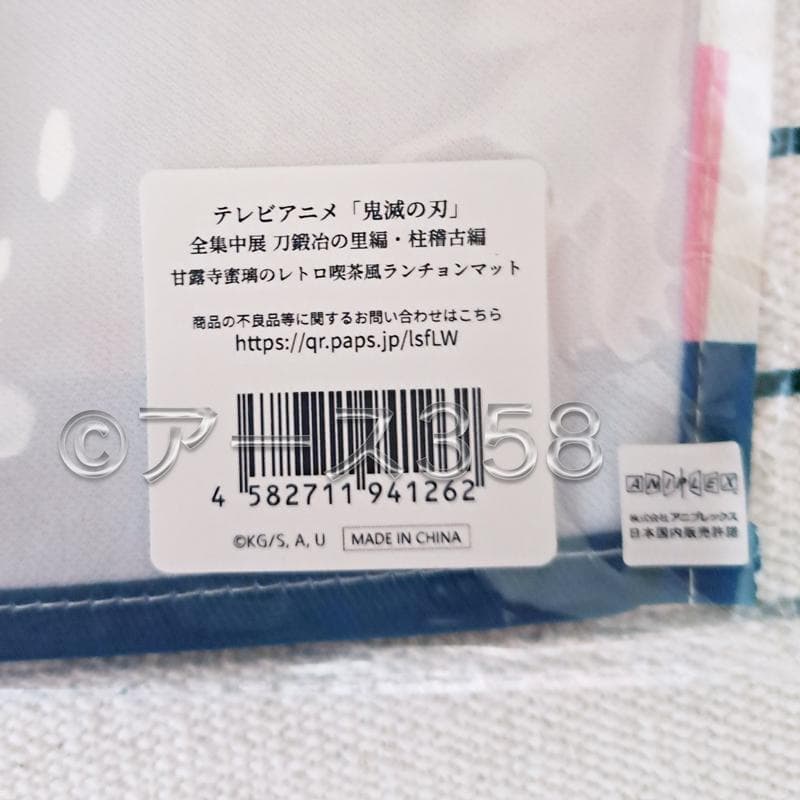 テレビアニメ「鬼滅の刃」
全集中展 刀鍛冶の里編・柱稽古編
甘露寺蜜璃のレトロ喫茶風ランチョンマット
商品の不良品等に関するお問い合わせはこちら
https://qr.paps.jp/lsfLW
©アース358
4 582711 941262
©KG/S, A, U MADE IN CHINA
ANIPLEX
株式会社アニプレックス
日本国内販売許諾